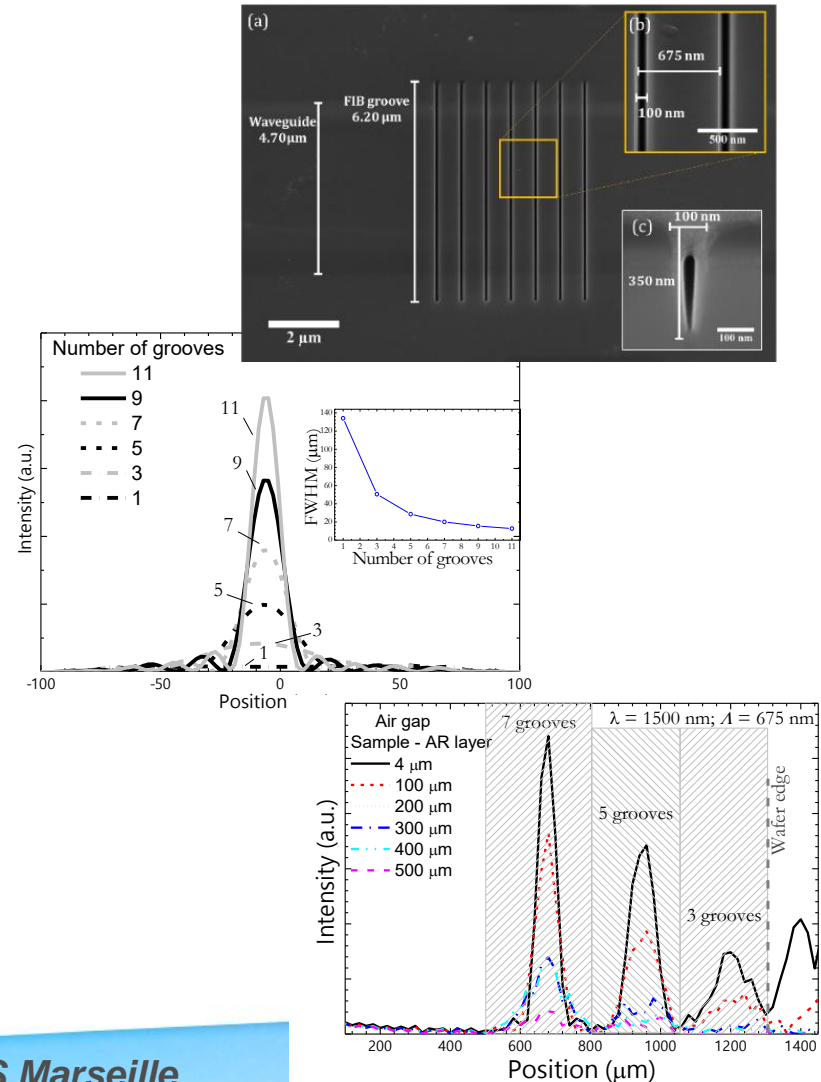 (a)
Waveguide
4.70µm
FIB groove
6.20 µm
2 µm
(b)
675 nm
100 nm
500 nm
(c)
100 nm
350 nm
100 nm
Number of grooves
11
9
7
5
3
1
11
9
7
5
3
1
Intensity (a.u.)
-100 -50 0 50 100
Position
FWHM (µm)
140
120
100
80
60
40
20
0
1 2 3 4 5 6 7 8 9 10 11
Number of grooves
Air gap
Sample - AR layer
4 µm
100 µm
200 µm
300 µm
400 µm
500 µm
7 grooves
λ = 1500 nm; Λ = 675 nm
5 grooves
3 grooves
Wafer edge
Intensity (a.u.)
200 400 600 800 1000 1200 1400
Position (µm)
S Marseille